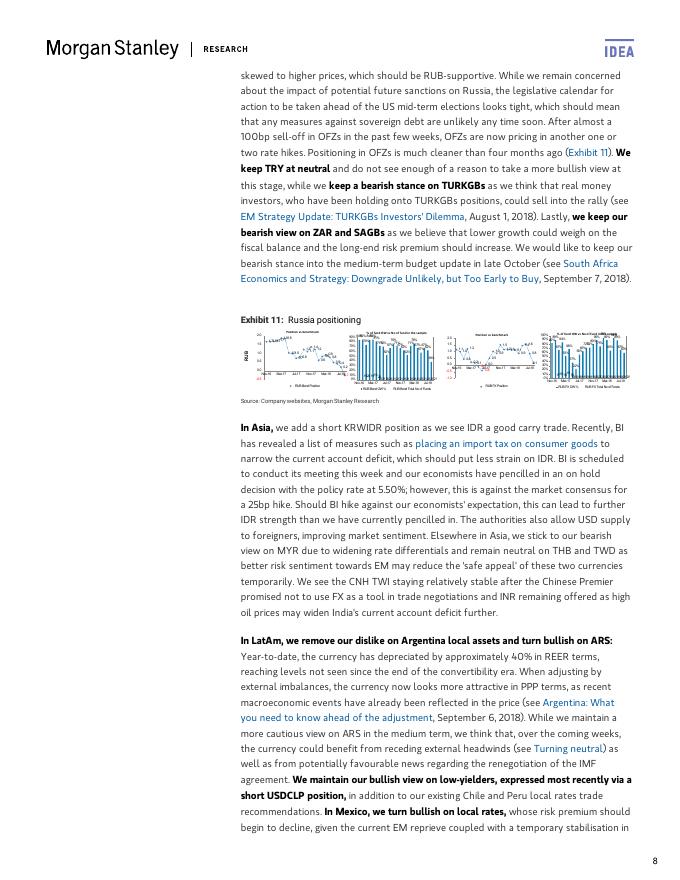 Morgan Stanley | RESEARCH
IDEA
skewed to higher prices, which should be RUB-supportive. While we remain concerned
about the impact of potential future sanctions on Russia, the legislative calendar for
action to be taken ahead of the US mid-term elections looks tight, which should mean
that any measures against sovereign debt are unlikely any time soon. After almost a
100bp sell-off in OFZs in the past few weeks, OFZs are now pricing in another one or
two rate hikes. Positioning in OFZs is much cleaner than four months ago (Exhibit 11). We
keep TRY at neutral and do not see enough of a reason to take a more bullish view at
this stage, while we keep a bearish stance on TURKGBs as we think that real money
investors, who have been holding onto TURKGBs positions, could sell into the rally (see
EM Strategy Update: TURKGBs Investors' Dilemma, August 1, 2018). Lastly, we keep our
bearish view on ZAR and SAGBs as we believe that lower growth could weigh on the
fiscal balance and the long-end risk premium should increase. We would like to keep our
bearish stance into the medium-term budget update in late October (see South Africa
Economics and Strategy: Downgrade Unlikely, but Too Early to Buy, September 7, 2018).
Exhibit 11: Russia positioning
RUB
Source: Company websites, Morgan Stanley Research
In Asia, we add a short KRWIDR position as we see IDR a good carry trade. Recently, BI
has revealed a list of measures such as placing an import tax on consumer goods to
narrow the current account deficit, which should put less strain on IDR. BI is scheduled
to conduct its meeting this week and our economists have pencilled in an on hold
decision with the policy rate at 5.50%; however, this is against the market consensus for
a 25bp hike. Should BI hike against our economists' expectation, this can lead to further
IDR strength than we have currently pencilled in. The authorities also allow USD supply
to foreigners, improving market sentiment. Elsewhere in Asia, we stick to our bearish
view on MYR due to widening rate differentials and remain neutral on THB and TWD as
better risk sentiment towards EM may reduce the 'safe appeal' of these two currencies
temporarily. We see the CNH TWI staying relatively stable after the Chinese Premier
promised not to use FX as a tool in trade negotiations and INR remaining offered as high
oil prices may widen India's current account deficit further.
In LatAm, we remove our dislike on Argentina local assets and turn bullish on ARS:
Year-to-date, the currency has depreciated by approximately 40% in REER terms,
reaching levels not seen since the end of the convertibility era. When adjusting by
external imbalances, the currency now looks more attractive in PPP terms, as recent
macroeconomic events have already been reflected in the price (see Argentina: What
you need to know ahead of the adjustment, September 6, 2018). While we maintain a
more cautious view on ARS in the medium term, we think that, over the coming weeks,
the currency could benefit from receding external headwinds (see Turning neutral) as
well as from potentially favourable news regarding the renegotiation of the IMF
agreement. We maintain our bullish view on low-yielders, expressed most recently via a
short USDCLP position, in addition to our existing Chile and Peru local rates trade
recommendations. In Mexico, we turn bullish on local rates, whose risk premium should
begin to decline, given the current EM reprieve coupled with a temporary stabilisation in
8